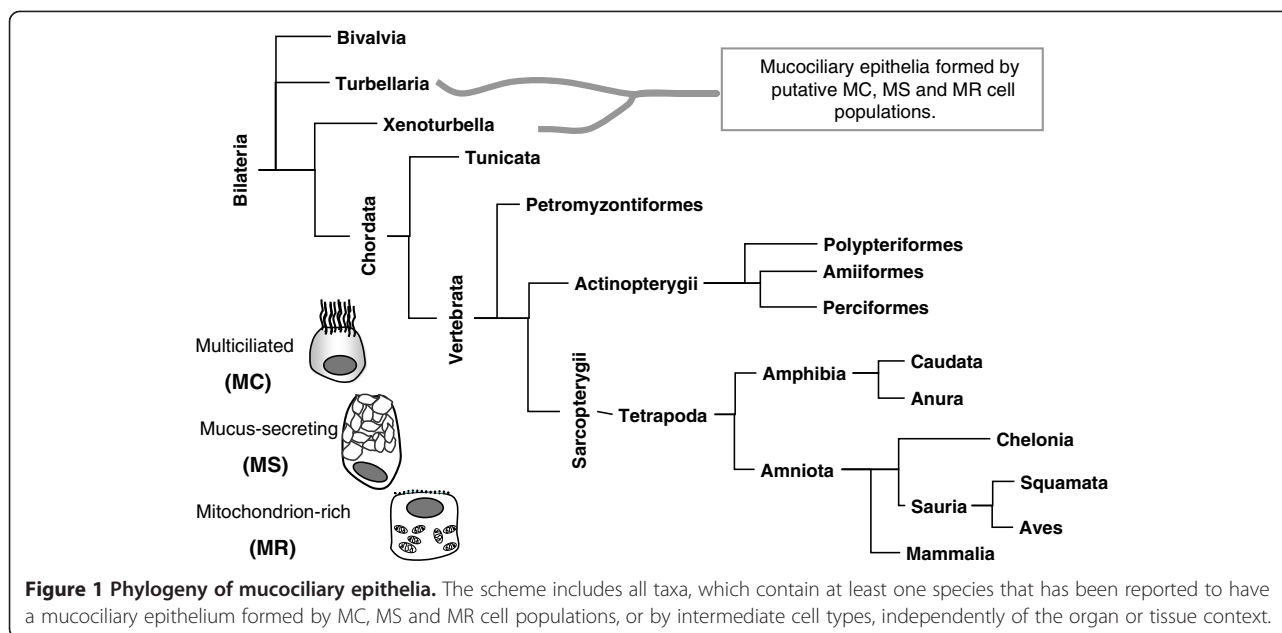 Bivalvia
Turbellaria
Mucociliary epithelia formed by
putative MC, MS and MR cell
populations.
Xenoturbella
Bilateria
Tunicata
Petromyzontiformes
Chordata
Polypteriformes
Actinopterygii
Amiiformes
Perciformes
Vertebrata
Multiciliated
(MC)
Sarcopterygii
Tetrapoda
Amphibia
Caudata
Anura
Mucus-secreting
(MS)
Chelonia
Amniota
Squamata
Sauria
Aves
Mammalia
Mitochondrion-rich
(MR)
Figure 1 Phylogeny of mucociliary epithelia. The scheme includes all taxa, which contain at least one species that has been reported to have
a mucociliary epithelium formed by MC, MS and MR cell populations, or by intermediate cell types, independently of the organ or tissue context.